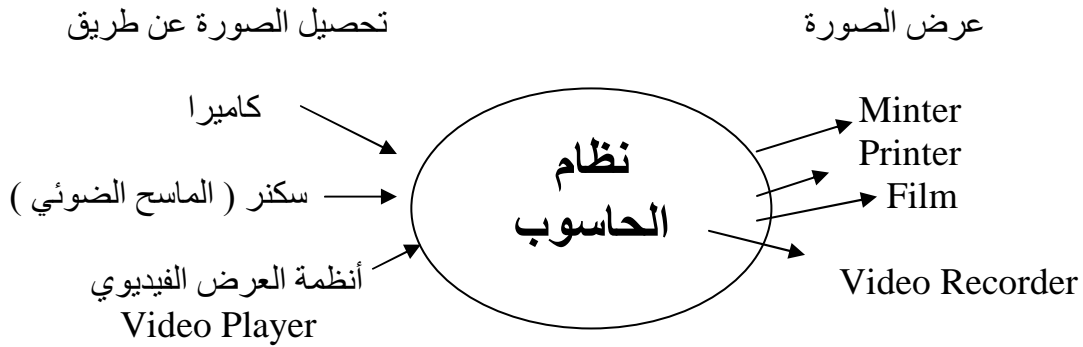 عرض الصورة
تحصيل الصورة عن طريق
كاميرا
سكنر ( الماسح الضوئي )
أنظمة العرض الفيديوي
Video Player
نظام
الحاسوب
Minter
Printer
Film
Video Recorder